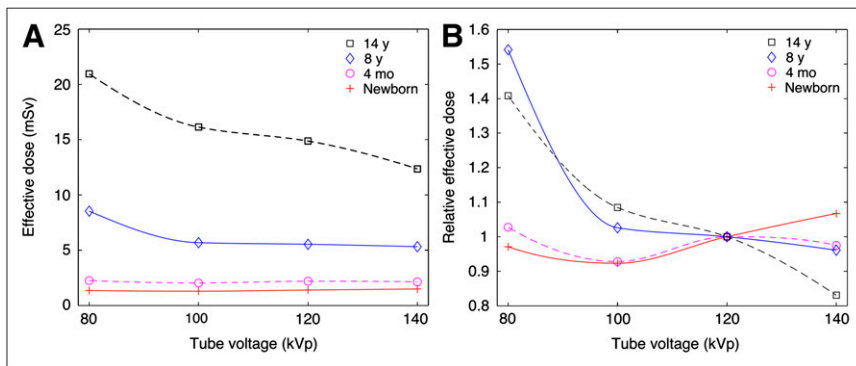 A
25
20
15
10
5
0
80
100
120
140
Tube voltage (kVp)
Effective dose (mSv)
14 y
8 y
4 mo
Newborn
B
1.6
1.5
1.4
1.3
1.2
1.1
1
0.9
0.8
80
100
120
140
Tube voltage (kVp)
Relative effective dose
14 y
8 y
4 mo
Newborn